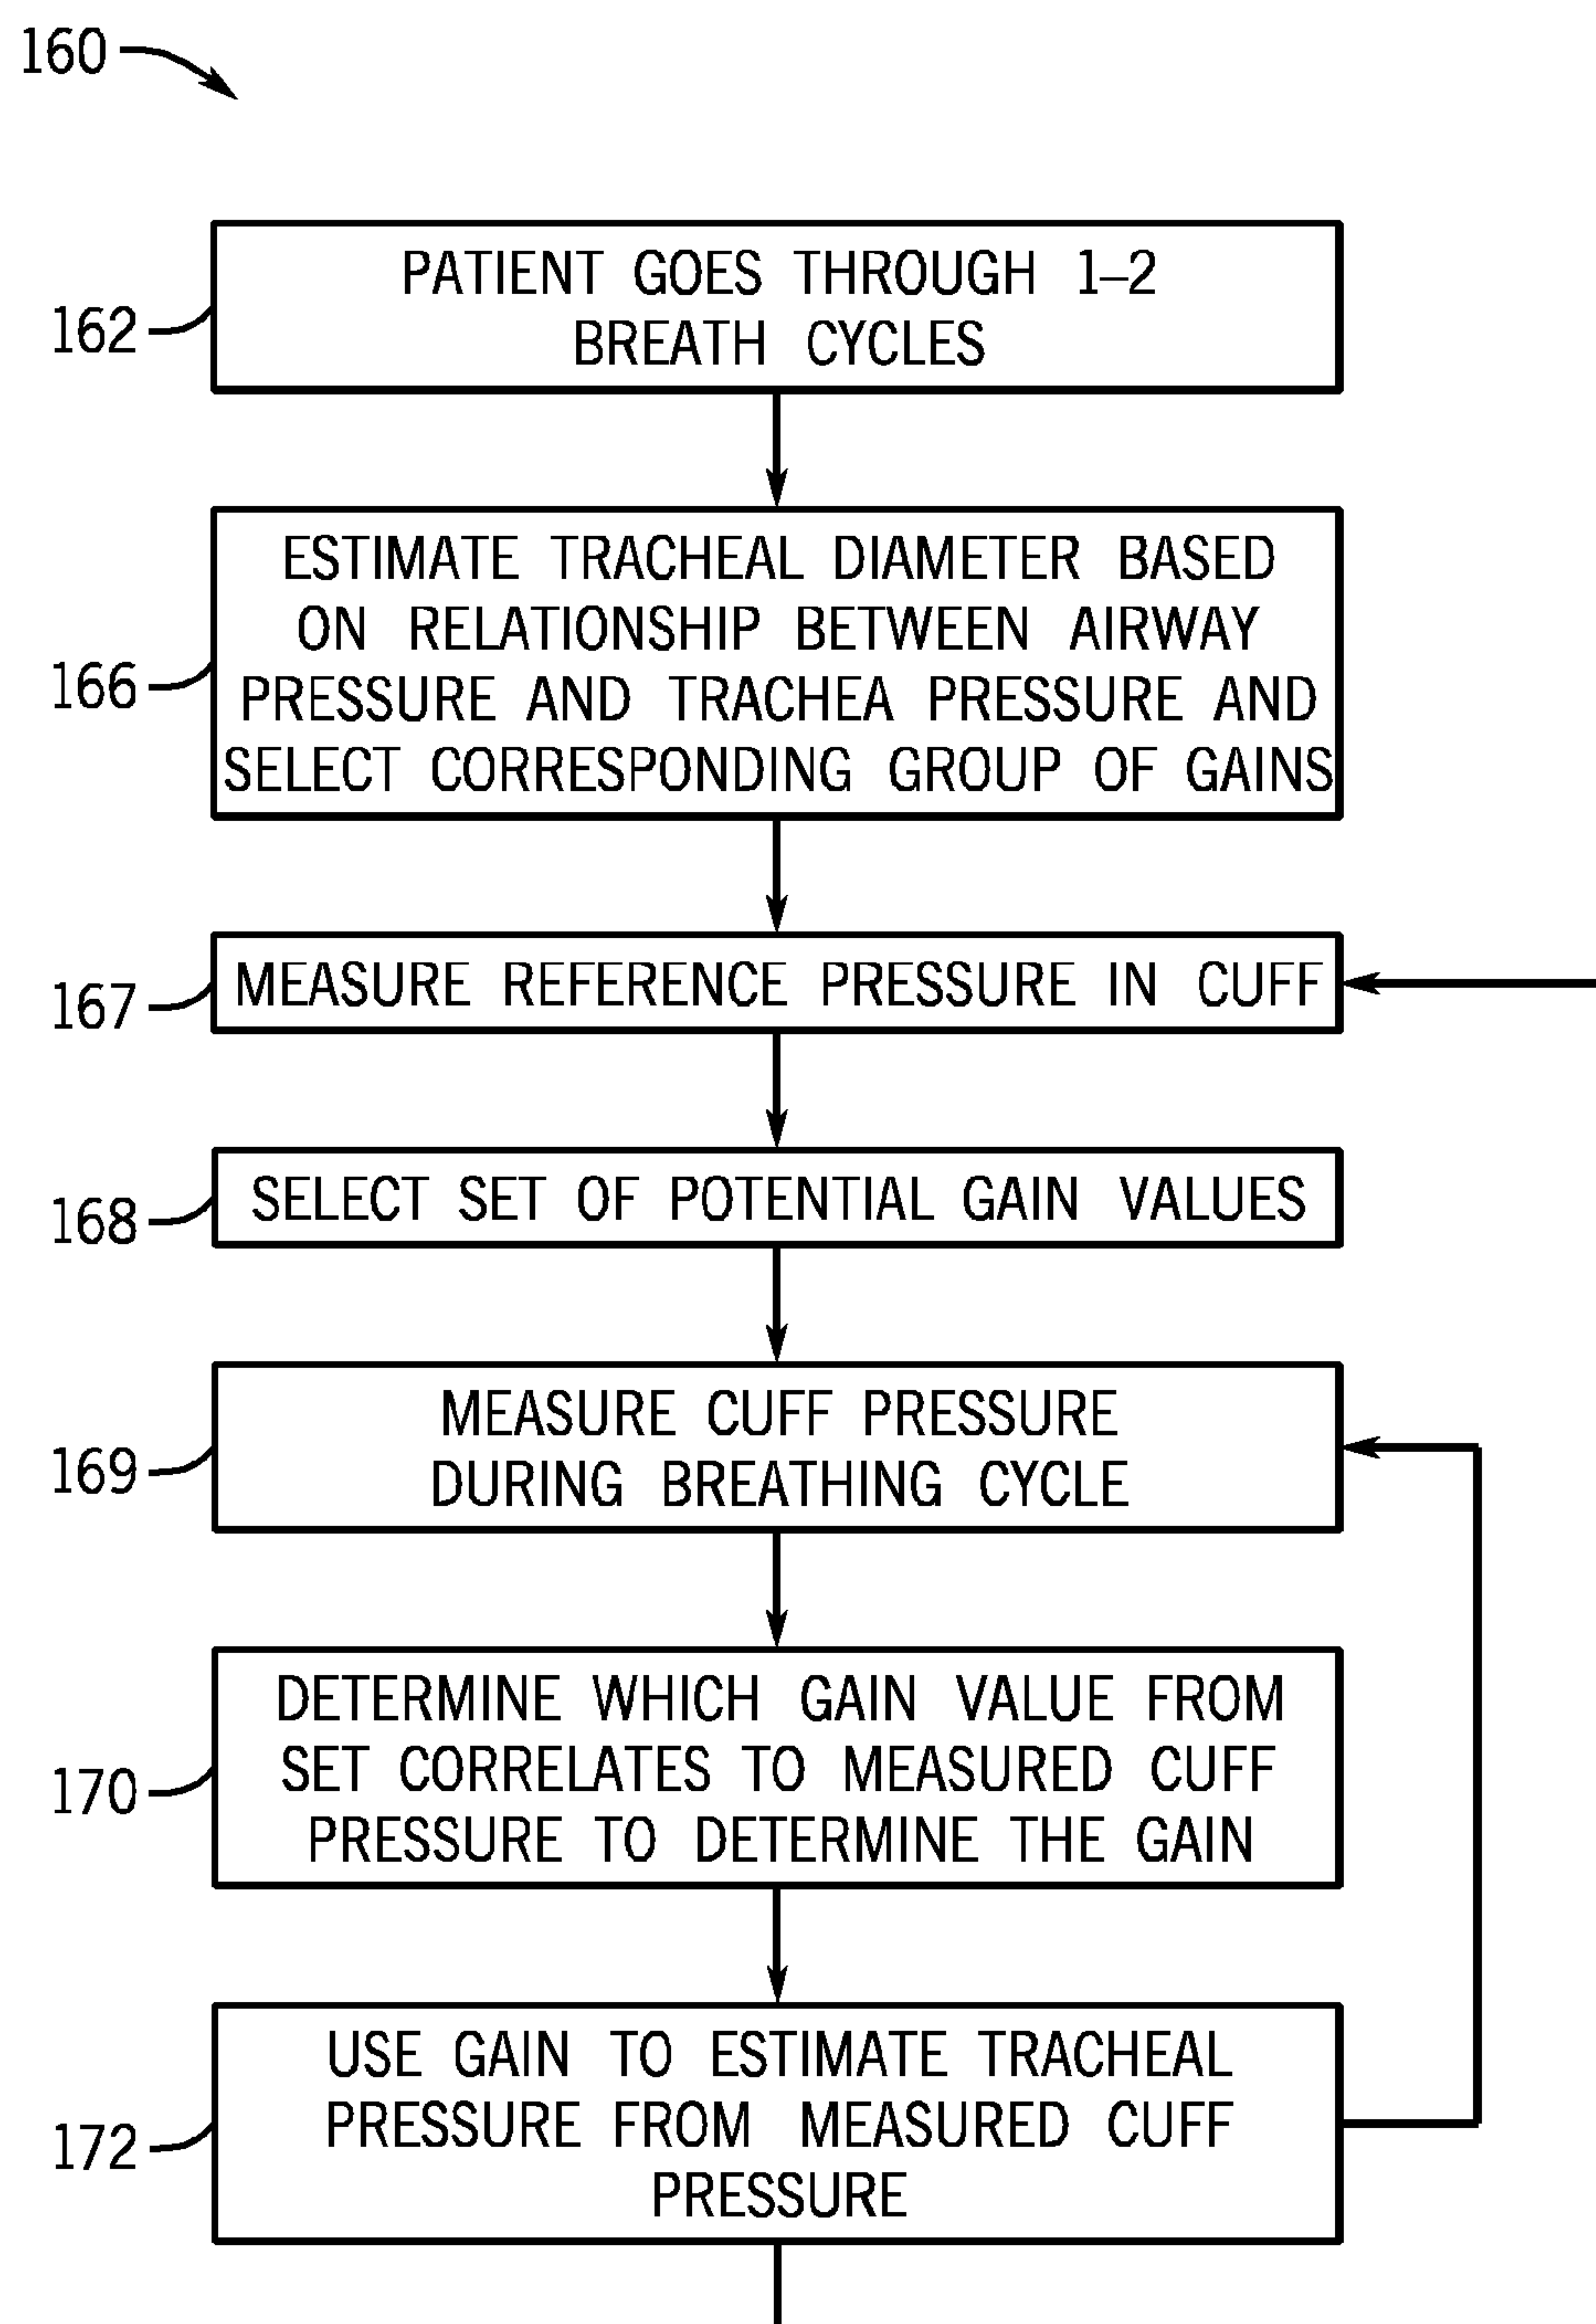 160
162
PATIENT GOES THROUGH 1–2
BREATH CYCLES
166
ESTIMATE TRACHEAL DIAMETER BASED
ON RELATIONSHIP BETWEEN AIRWAY
PRESSURE AND TRACHEA PRESSURE AND
SELECT CORRESPONDING GROUP OF GAINS
167
MEASURE REFERENCE PRESSURE IN CUFF
168
SELECT SET OF POTENTIAL GAIN VALUES
169
MEASURE CUFF PRESSURE
DURING BREATHING CYCLE
170
DETERMINE WHICH GAIN VALUE FROM
SET CORRELATES TO MEASURED CUFF
PRESSURE TO DETERMINE THE GAIN
172
USE GAIN TO ESTIMATE TRACHEAL
PRESSURE FROM MEASURED CUFF
PRESSURE